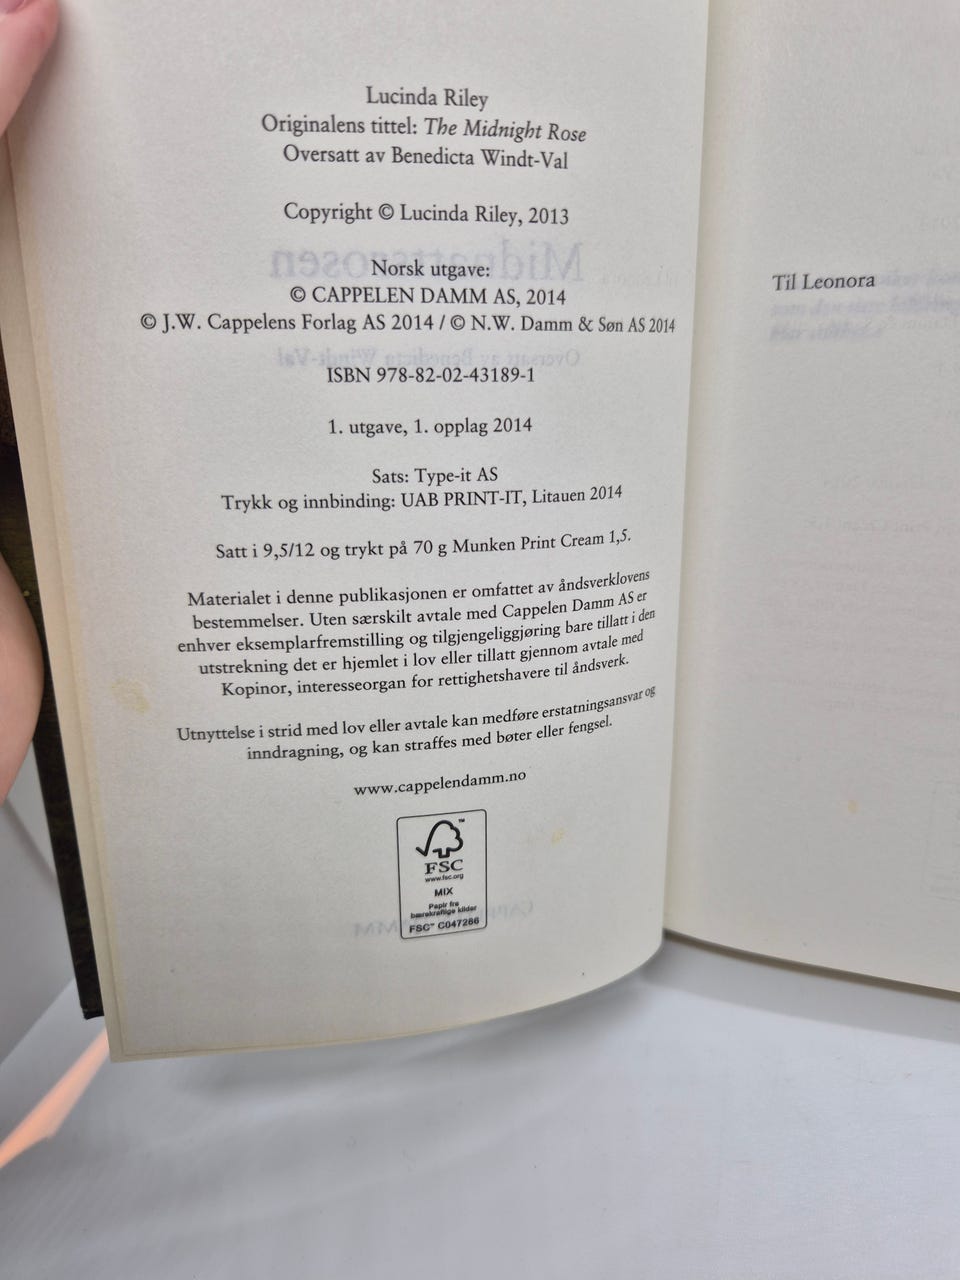 Lucinda Riley
Originalens tittel: The Midnight Rose
Oversatt av Benedicta Windt-Val
Copyright © Lucinda Riley, 2013
Norsk utgave:
© CAPPELEN DAMM AS, 2014
© J.W. Cappelens Forlag AS 2014 / © N.W. Damm & Søn AS 2014
ISBN 978-82-02-43189-1
1. utgave, 1. opplag 2014
Sats: Type-it AS
Trykk og innbinding: UAB PRINT-IT, Litauen 2014
Satt i 9,5/12 og trykt på 70 g Munken Print Cream 1,5.
Materialet i denne publikasjonen er omfattet av åndsverklovens
bestemmelser. Uten særskilt avtale med Cappelen Damm AS er
enhver eksemplarfremstilling og tilgjengeliggjøring bare tillatt i den
utstrekning det er hjemlet i lov eller tillatt gjennom avtale med
Kopinor, interesseorgan for rettighetshavere til åndsverk.
Utnyttelse i strid med lov eller avtale kan medføre erstatningsansvar og
inndragning, og kan straffes med bøter eller fengsel.
www.cappelendamm.no
FSC
www.fsc.org
MIX
Papir fra
bærekraftige kilder
FSC™ C047286
Til Leonora